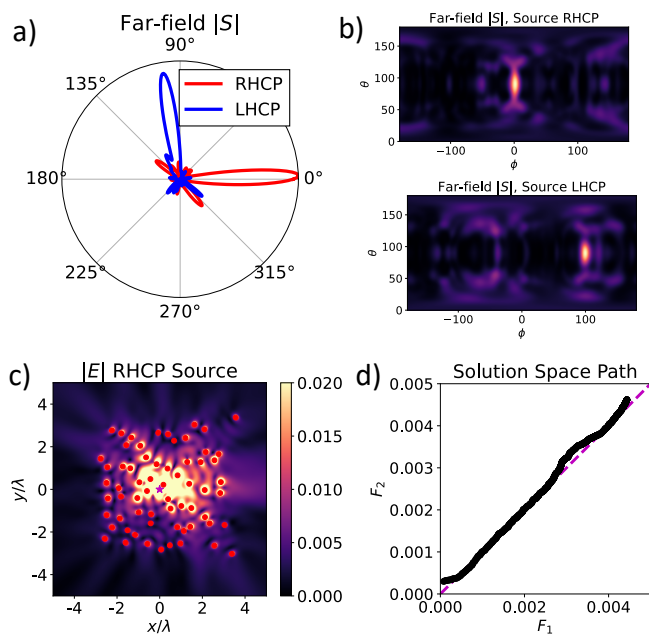 a)
Far-field |S|
90°
135°
RHCP
LHCP
180°
0°
225°
315°
270°
b)
Far-field |S|, Source RHCP
θ
150
100
50
0
−100
0
100
ϕ
Far-field |S|, Source LHCP
θ
150
100
50
0
−100
0
100
ϕ
c)
|E| RHCP Source
y/λ
4
2
0
-2
-4
-4
-2
0
2
4
x/λ
0.020
0.015
0.010
0.005
0.000
d)
Solution Space Path
F2
0.005
0.004
0.003
0.002
0.001
0.000
0.000
0.002
0.004
F1